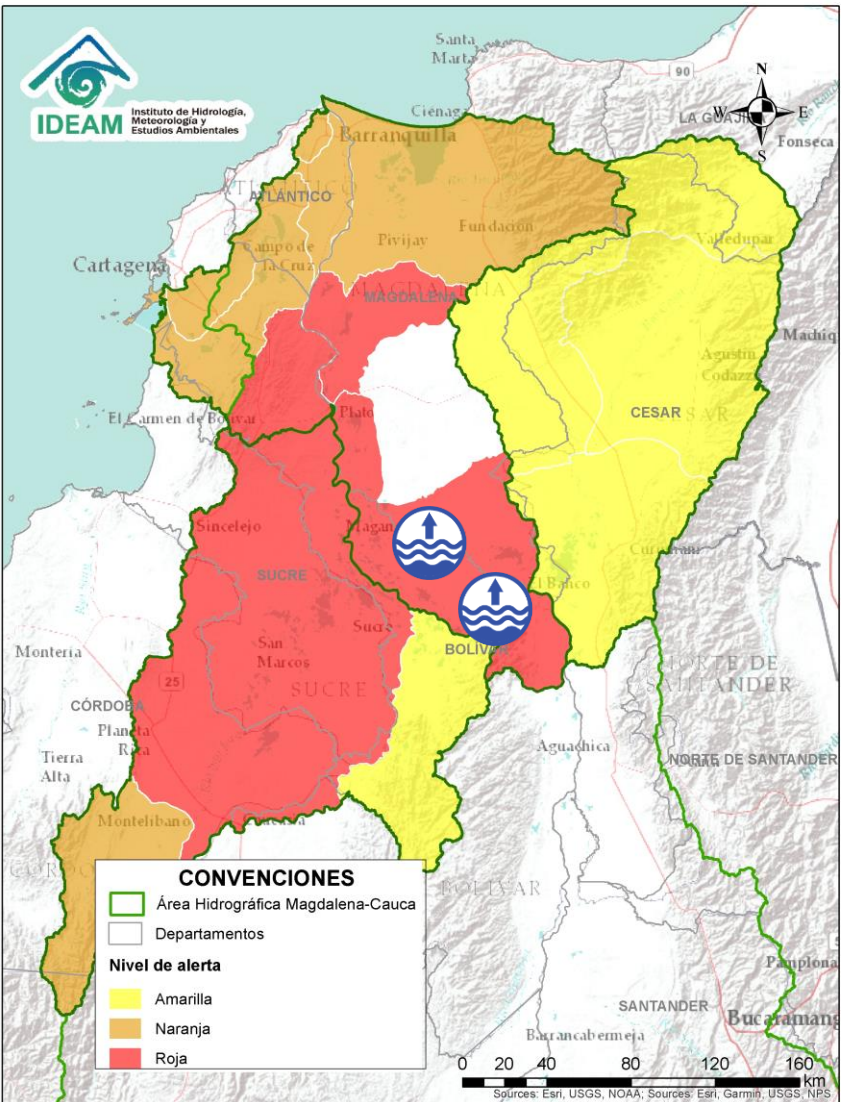 IDEAM
Instituto de Hidrología,
Meteorología y
Estudios Ambientales
Santa
Marta
90
N
W
E
S
Ciénaga
LA GUAJIRA
Fonseca
Barranquilla
ATLÁNTICO
Valledupar
Pivijay
Fundación
Campo de
la Cruz
Cartagena
MAGDALENA
Machiq
Agustín
Codazzi
Plato
El Carmen de Bolívar
CESAR
Sincelejo
Magan
SUCRE
El Banco
Sucre
BOLÍVAR
Montería
San
Marcos
SUCRE
NORTE DE
SANTANDER
25
CÓRDOBA
Planeta
Rica
Tierra
Alta
Aguachica
NORTE DE SANTANDER
Montelíbano
BOLÍVAR
CONVENCIONES
Área Hidrográfica Magdalena-Cauca
Departamentos
Nivel de alerta
Amarilla
Naranja
Roja
Pamplona
SANTANDER
Bucaramang
Barrancabermeja
0 20 40 80 120 160
km
Sources: Esri, USGS, NOAA; Sources: Esri, Garmin, USGS, NPS